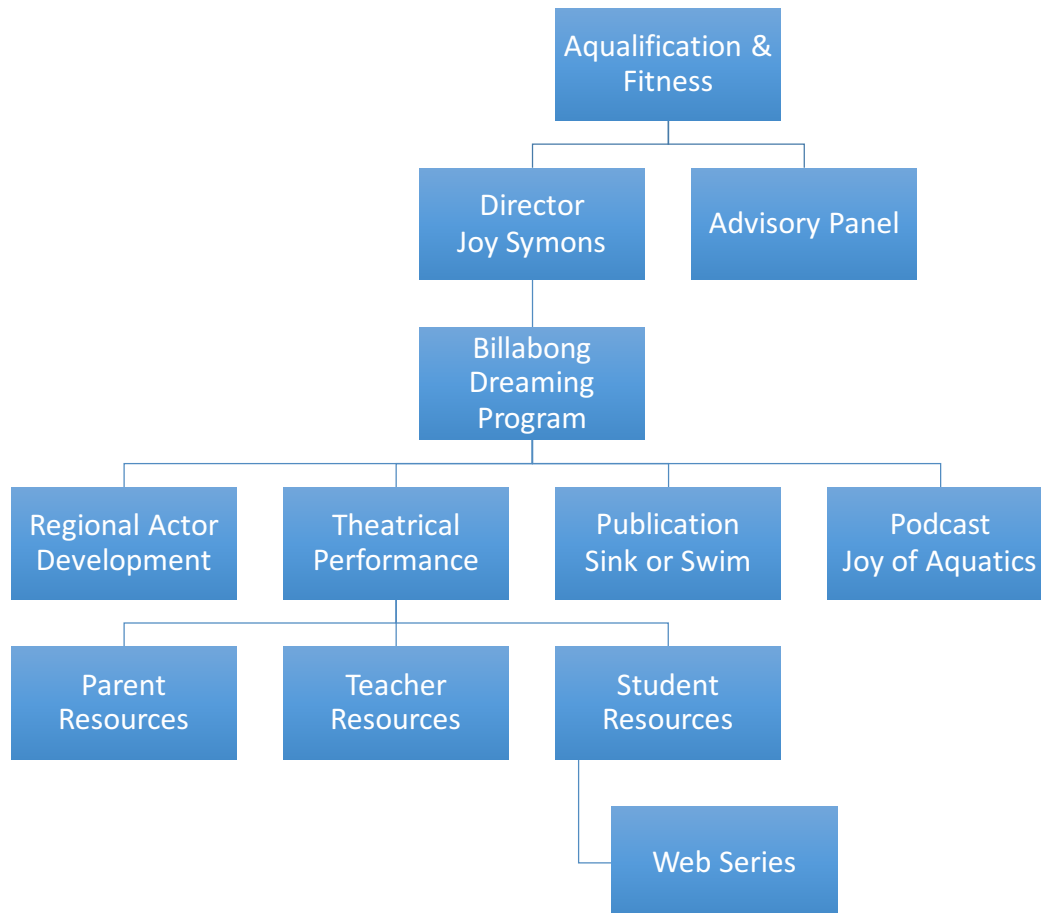 Aqualification &
Fitness
Director
Joy Symons
Advisory Panel
Billabong
Dreaming
Program
Regional Actor
Development
Theatrical
Performance
Publication
Sink or Swim
Podcast
Joy of Aquatics
Parent
Resources
Teacher
Resources
Student
Resources
Web Series